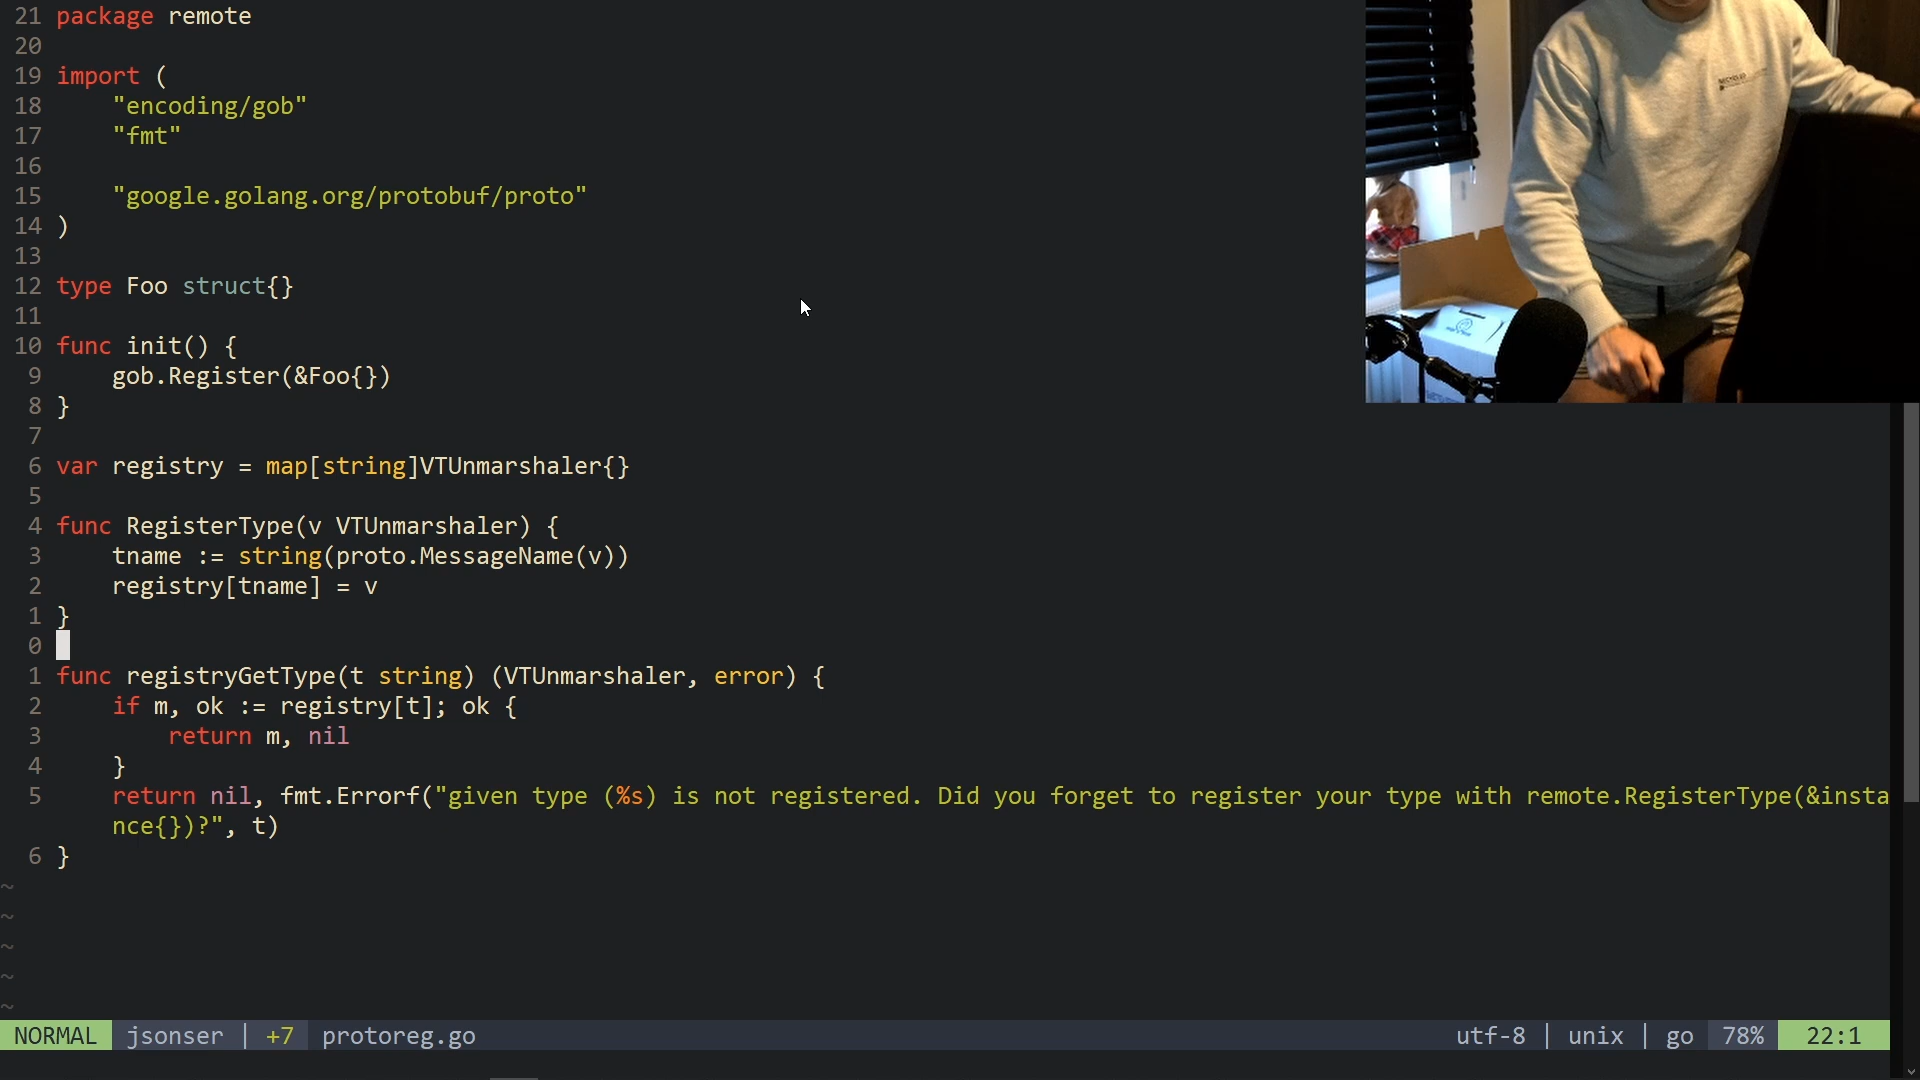 21 package remote
20
19 import (
18 "encoding/gob"
17 "fmt"
16
15 "google.golang.org/protobuf/proto"
14 )
13
12 type Foo struct{}
11
10 func init() {
9 gob.Register(&Foo{})
8 }
7
6 var registry = map[string]VTUnmarshaler{}
5
4 func RegisterType(v VTUnmarshaler) {
3 tname := string(proto.MessageName(v))
2 registry[tname] = v
1 }
0
1 func registryGetType(t string) (VTUnmarshaler, error) {
2 if m, ok := registry[t]; ok {
3 return m, nil
4 }
5 return nil, fmt.Errorf("given type (%s) is not registered. Did you forget to register your type with remote.RegisterType(&insta
nce{})?", t)
6 }
~
~
~
~
~
NORMAL jsonser | +7 protoreg.go utf-8 | unix | go 78% 22:1